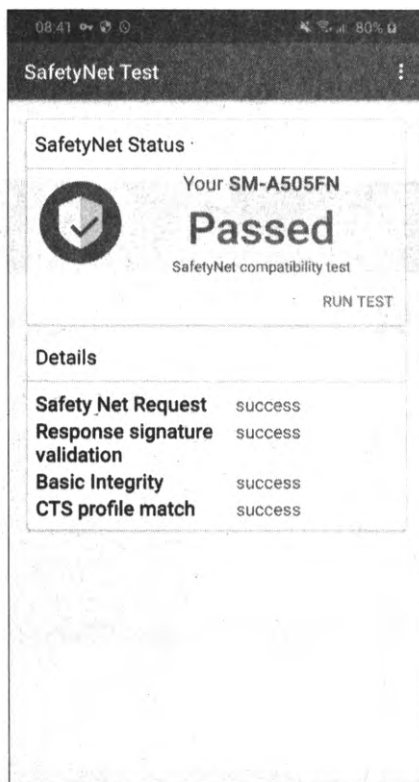 08:41 80%
SafetyNet Test
SafetyNet Status
Your SM-A505FN
Passed
SafetyNet compatibility test
RUN TEST
Details
Safety Net Request success
Response signature success
validation
Basic Integrity success
CTS profile match success